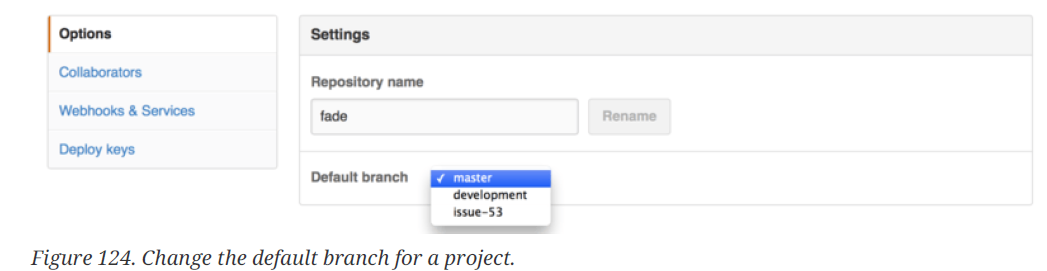 Options
Collaborators
Webhooks & Services
Deploy keys
Settings
Repository name
fade
Rename
Default branch
✓ master
development
issue-53
Figure 124. Change the default branch for a project.